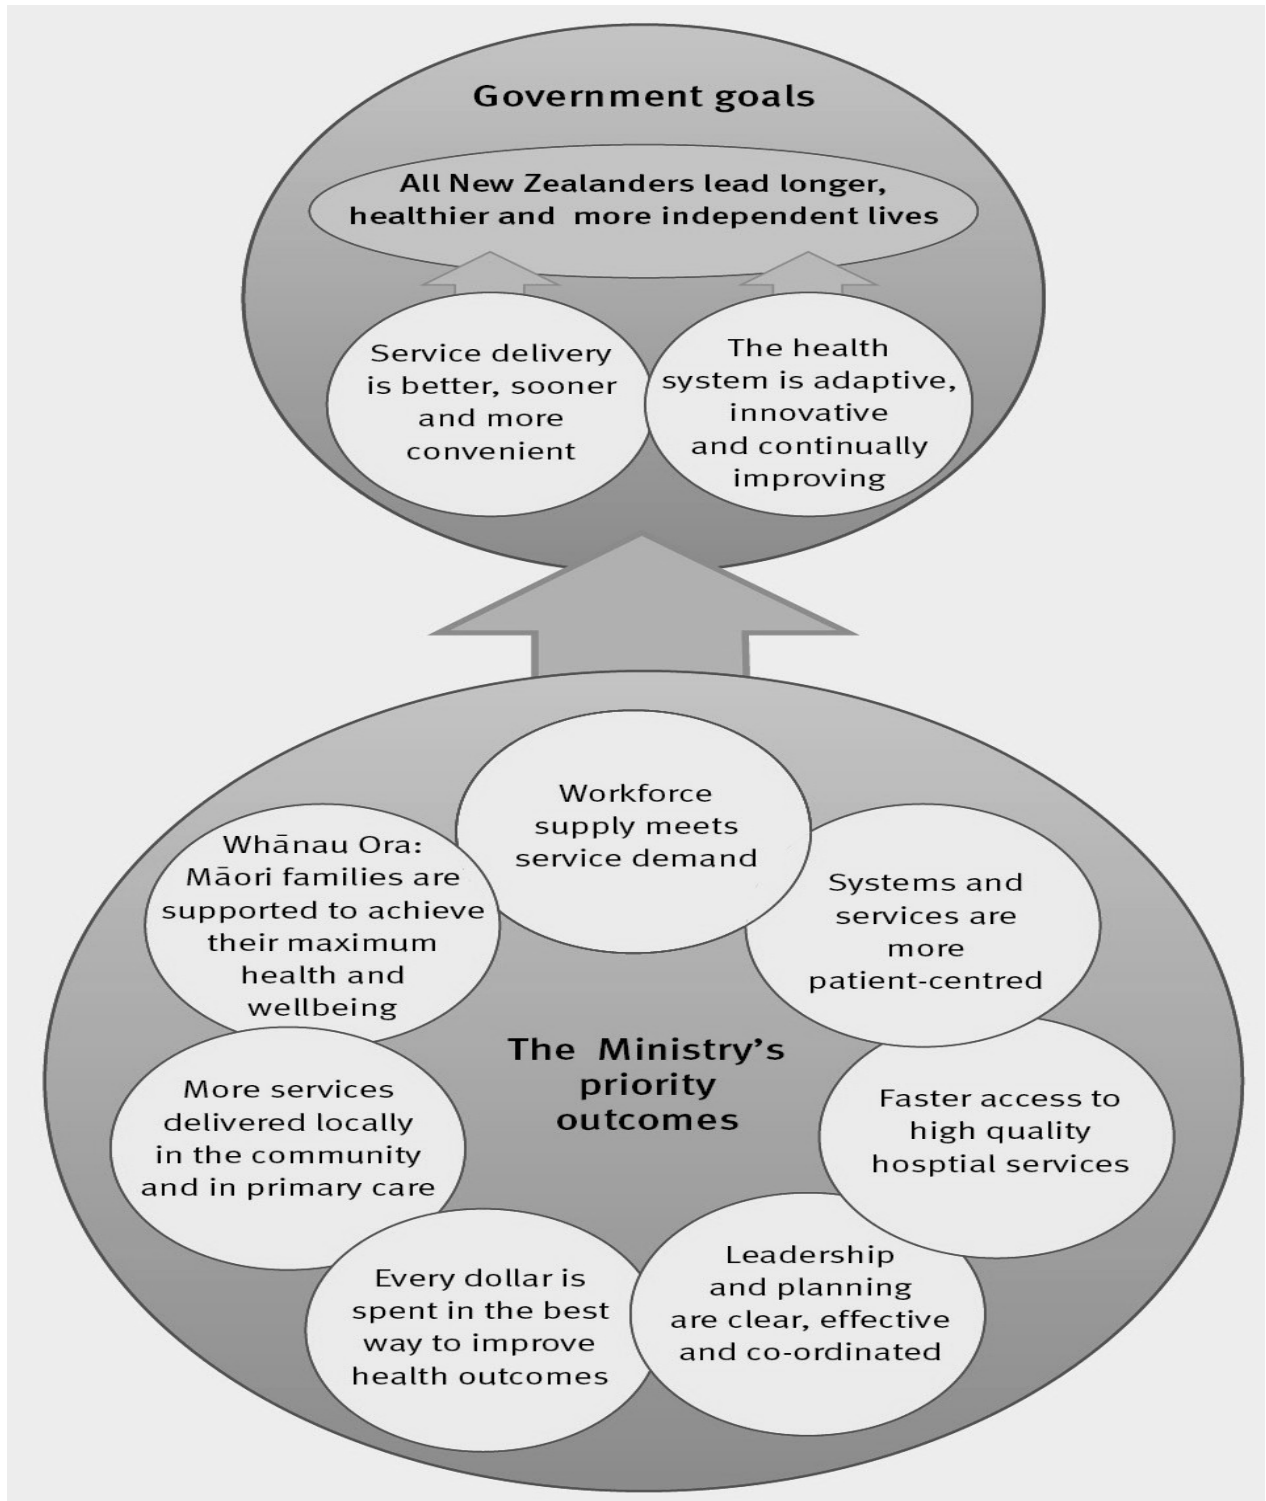 Government goals
All New Zealanders lead longer,
healthier and more independent lives
Service delivery
is better, sooner
and more
convenient
The health
system is adaptive,
innovative
and continually
improving
Workforce
supply meets
service demand
Whānau Ora:
Māori families are
supported to achieve
their maximum
health and
wellbeing
Systems and
services are
more
patient-centred
The Ministry's
priority
outcomes
More services
delivered locally
in the community
and in primary care
Faster access to
high quality
hosptial services
Every dollar is
spent in the best
way to improve
health outcomes
Leadership
and planning
are clear, effective
and co-ordinated